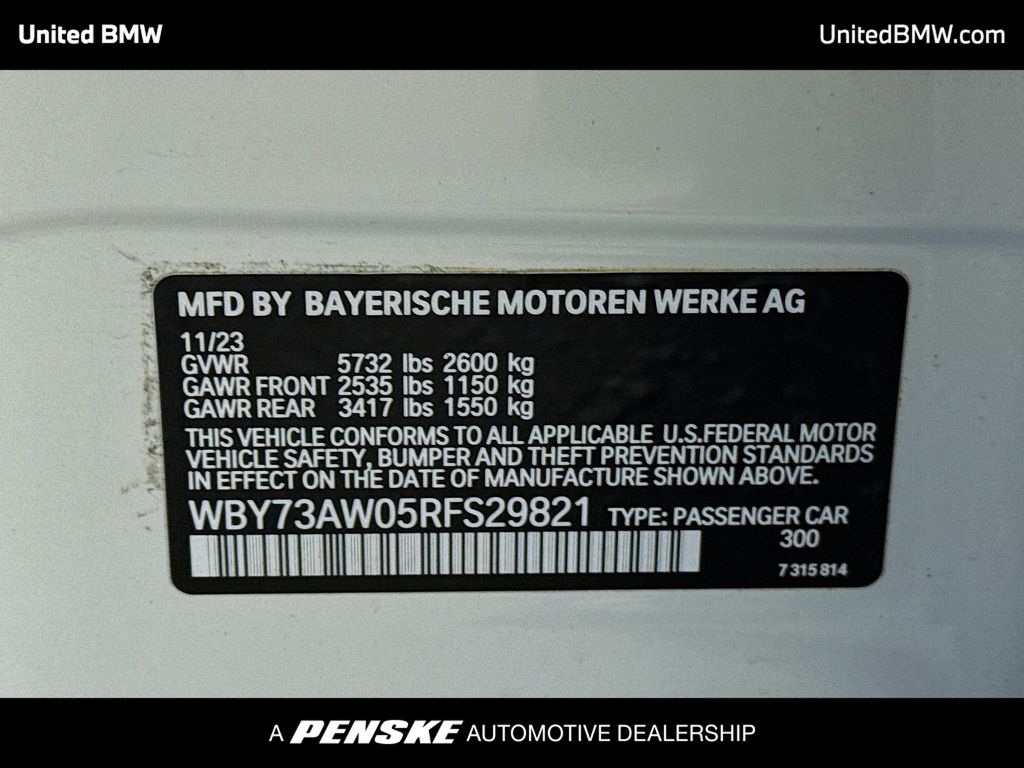 United BMW
UnitedBMW.com
MFD BY BAYERISCHE MOTOREN WERKE AG
11/23
GVWR 5732 lbs 2600 kg
GAWR FRONT 2535 lbs 1150 kg
GAWR REAR 3417 lbs 1550 kg
THIS VEHICLE CONFORMS TO ALL APPLICABLE U.S.FEDERAL MOTOR
VEHICLE SAFETY, BUMPER AND THEFT PREVENTION STANDARDS
IN EFFECT ON THE DATE OF MANUFACTURE SHOWN ABOVE.
WBY73AW05RFS29821 TYPE: PASSENGER CAR
300
7315814
A PENSKE AUTOMOTIVE DEALERSHIP